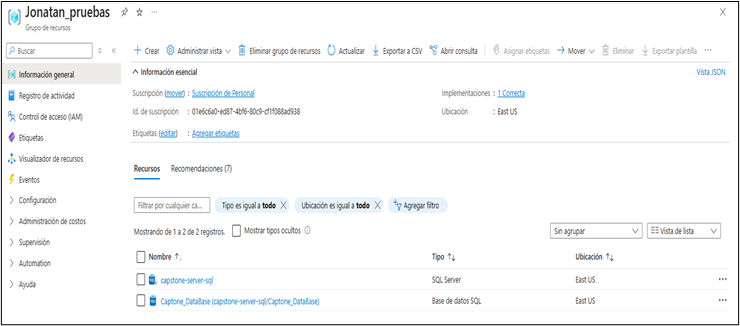 Jonatan_pruebas
Grupo de recursos
Buscar
Crear Administrar vista Eliminar grupo de recursos Actualizar Exportar a CSV Abrir consulta Asignar etiquetas Mover Eliminar Exportar plantilla
Información general
Registro de actividad
Control de acceso (IAM)
Etiquetas
Visualizador de recursos
Eventos
Configuración
Administración de costos
Supervisión
Automation
Ayuda
Información esencial
Vista JSON
Suscripción (mover) : Suscripción de Personal
Implementaciones : 1 Correcta
Id. de suscripción : 01e6c6a0-ed87-4bf6-80c9-cf1f088ad938
Ubicación : East US
Etiquetas (editar) : Agregar etiquetas
Recursos Recomendaciones (7)
Filtrar por cualquier ca... Tipo es igual a todo Ubicación es igual a todo Agregar filtro
Mostrando de 1 a 2 de 2 registros. Mostrar tipos ocultos
Sin agrupar Vista de lista
Nombre Tipo Ubicación
capstone-server-sql SQL Server East US
Captone_DataBase (capstone-server-sql/Captone_DataBase) Base de datos SQL East US